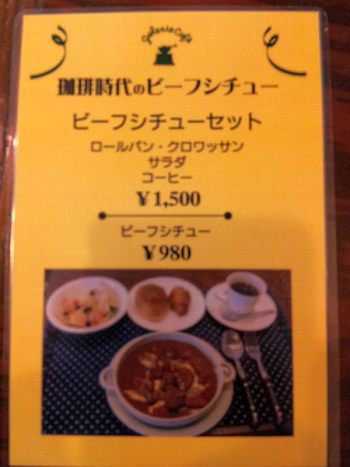 Galerie Café
珈琲時代のビーフシチュー
ビーフシチューセット
ロールパン・クロワッサン
サラダ
コーヒー
¥1,500
ビーフシチュー
¥980